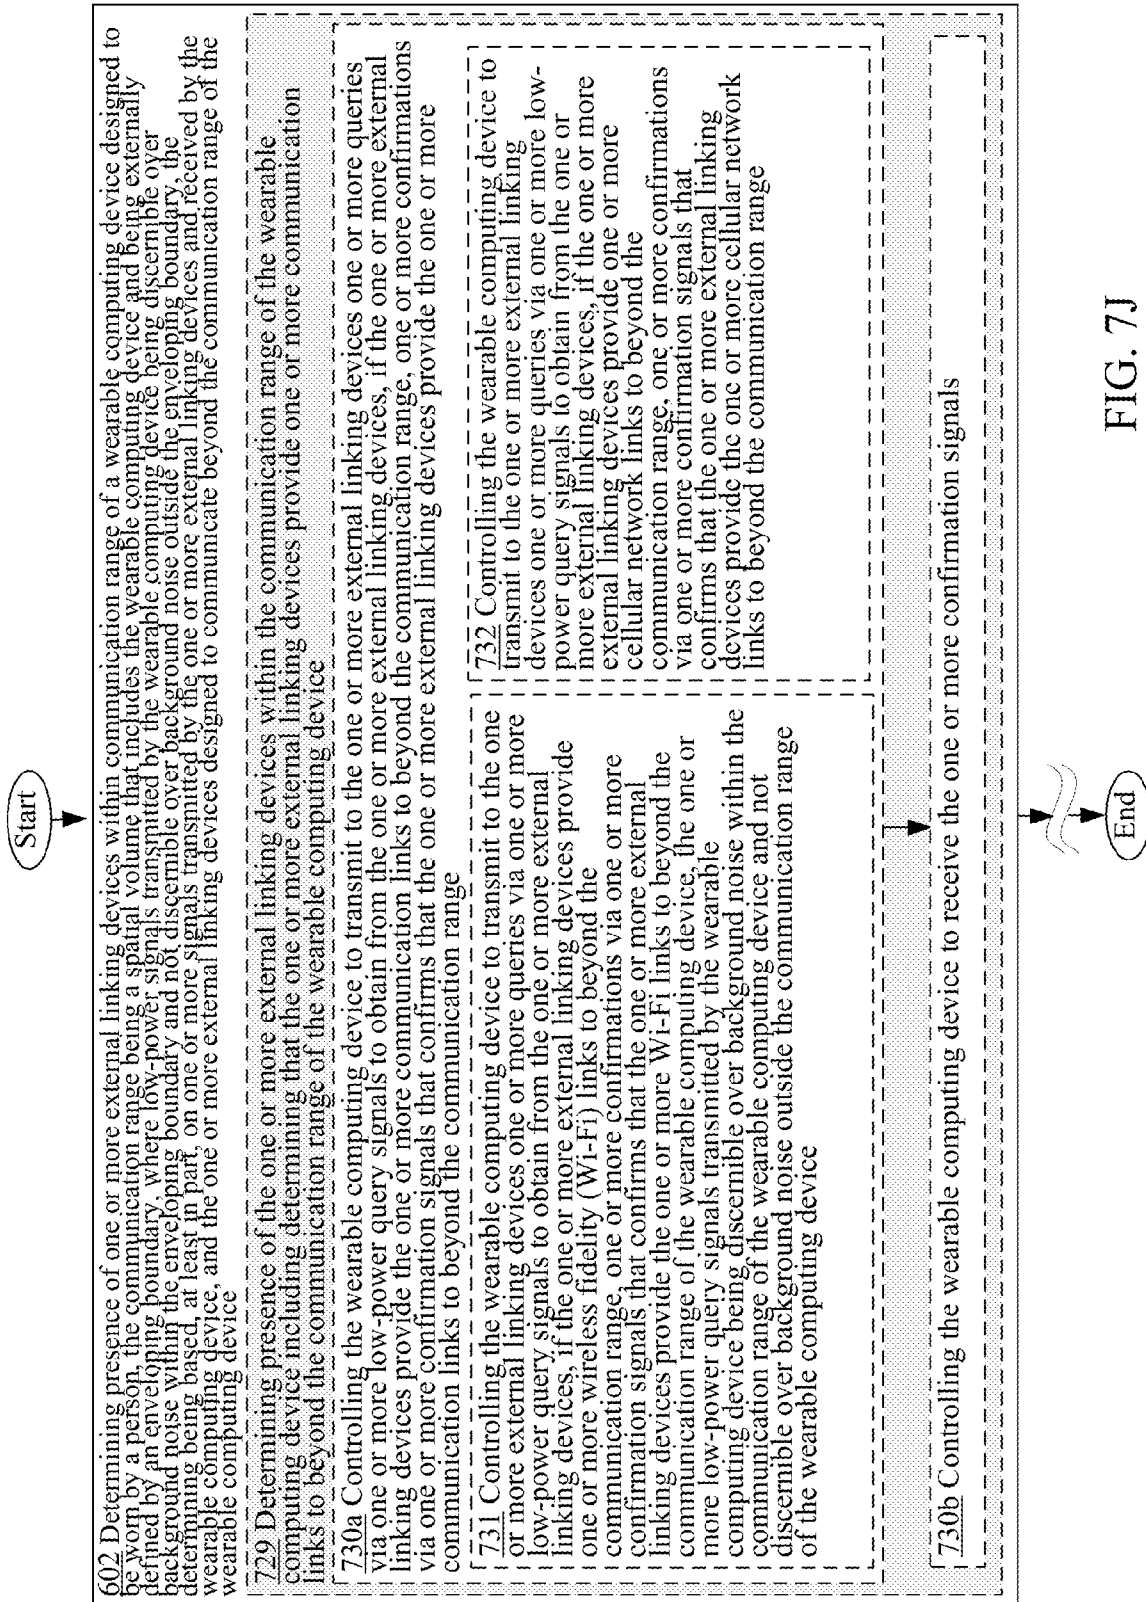 Start
602 Determining presence of one or more external linking devices within communication range of a wearable computing device designed to
be worn by a person, the communication range being a spatial volume that includes the wearable computing device and being externally
defined by an enveloping boundary, where low-power signals transmitted by the wearable computing device being discernible over
background noise within the enveloping boundary and not discernible over background noise outside the enveloping boundary, the
determining being based, at least in part, on one or more signals transmitted by the one or more external linking devices and received by the
wearable computing device, and the one or more external linking devices designed to communicate beyond the communication range of the
wearable computing device
729 Determining presence of the one or more external linking devices within the communication range of the wearable
computing device including determining that the one or more external linking devices provide one or more communication
links to beyond the communication range of the wearable computing device
730a Controlling the wearable computing device to transmit to the one or more external linking devices one or more queries
via one or more low-power query signals to obtain from the one or more external linking devices, if the one or more external
linking devices provide the one or more communication links to beyond the communication range, one or more confirmations
via one or more confirmation signals that confirms that the one or more external linking devices provide the one or more
communication links to beyond the communication range
731 Controlling the wearable computing device to transmit to the one
or more external linking devices one or more queries via one or more
low-power query signals to obtain from the one or more external
linking devices, if the one or more external linking devices provide
one or more wireless fidelity (Wi-Fi) links to beyond the
communication range, one or more confirmations via one or more
confirmation signals that confirms that the one or more external
linking devices provide the one or more Wi-Fi links to beyond the
communication range of the wearable computing device, the one or
more low-power query signals transmitted by the wearable
computing device being discernible over background noise within the
communication range of the wearable computing device and not
discernible over background noise outside the communication range
of the wearable computing device
732 Controlling the wearable computing device to
transmit to the one or more external linking
devices one or more queries via one or more low-
power query signals to obtain from the one or
more external linking devices, if the one or more
external linking devices provide one or more
cellular network links to beyond the
communication range, one or more confirmations
via one or more confirmation signals that
confirms that the one or more external linking
devices provide the one or more cellular network
links to beyond the communication range
730b Controlling the wearable computing device to receive the one or more confirmation signals
End
FIG. 7J